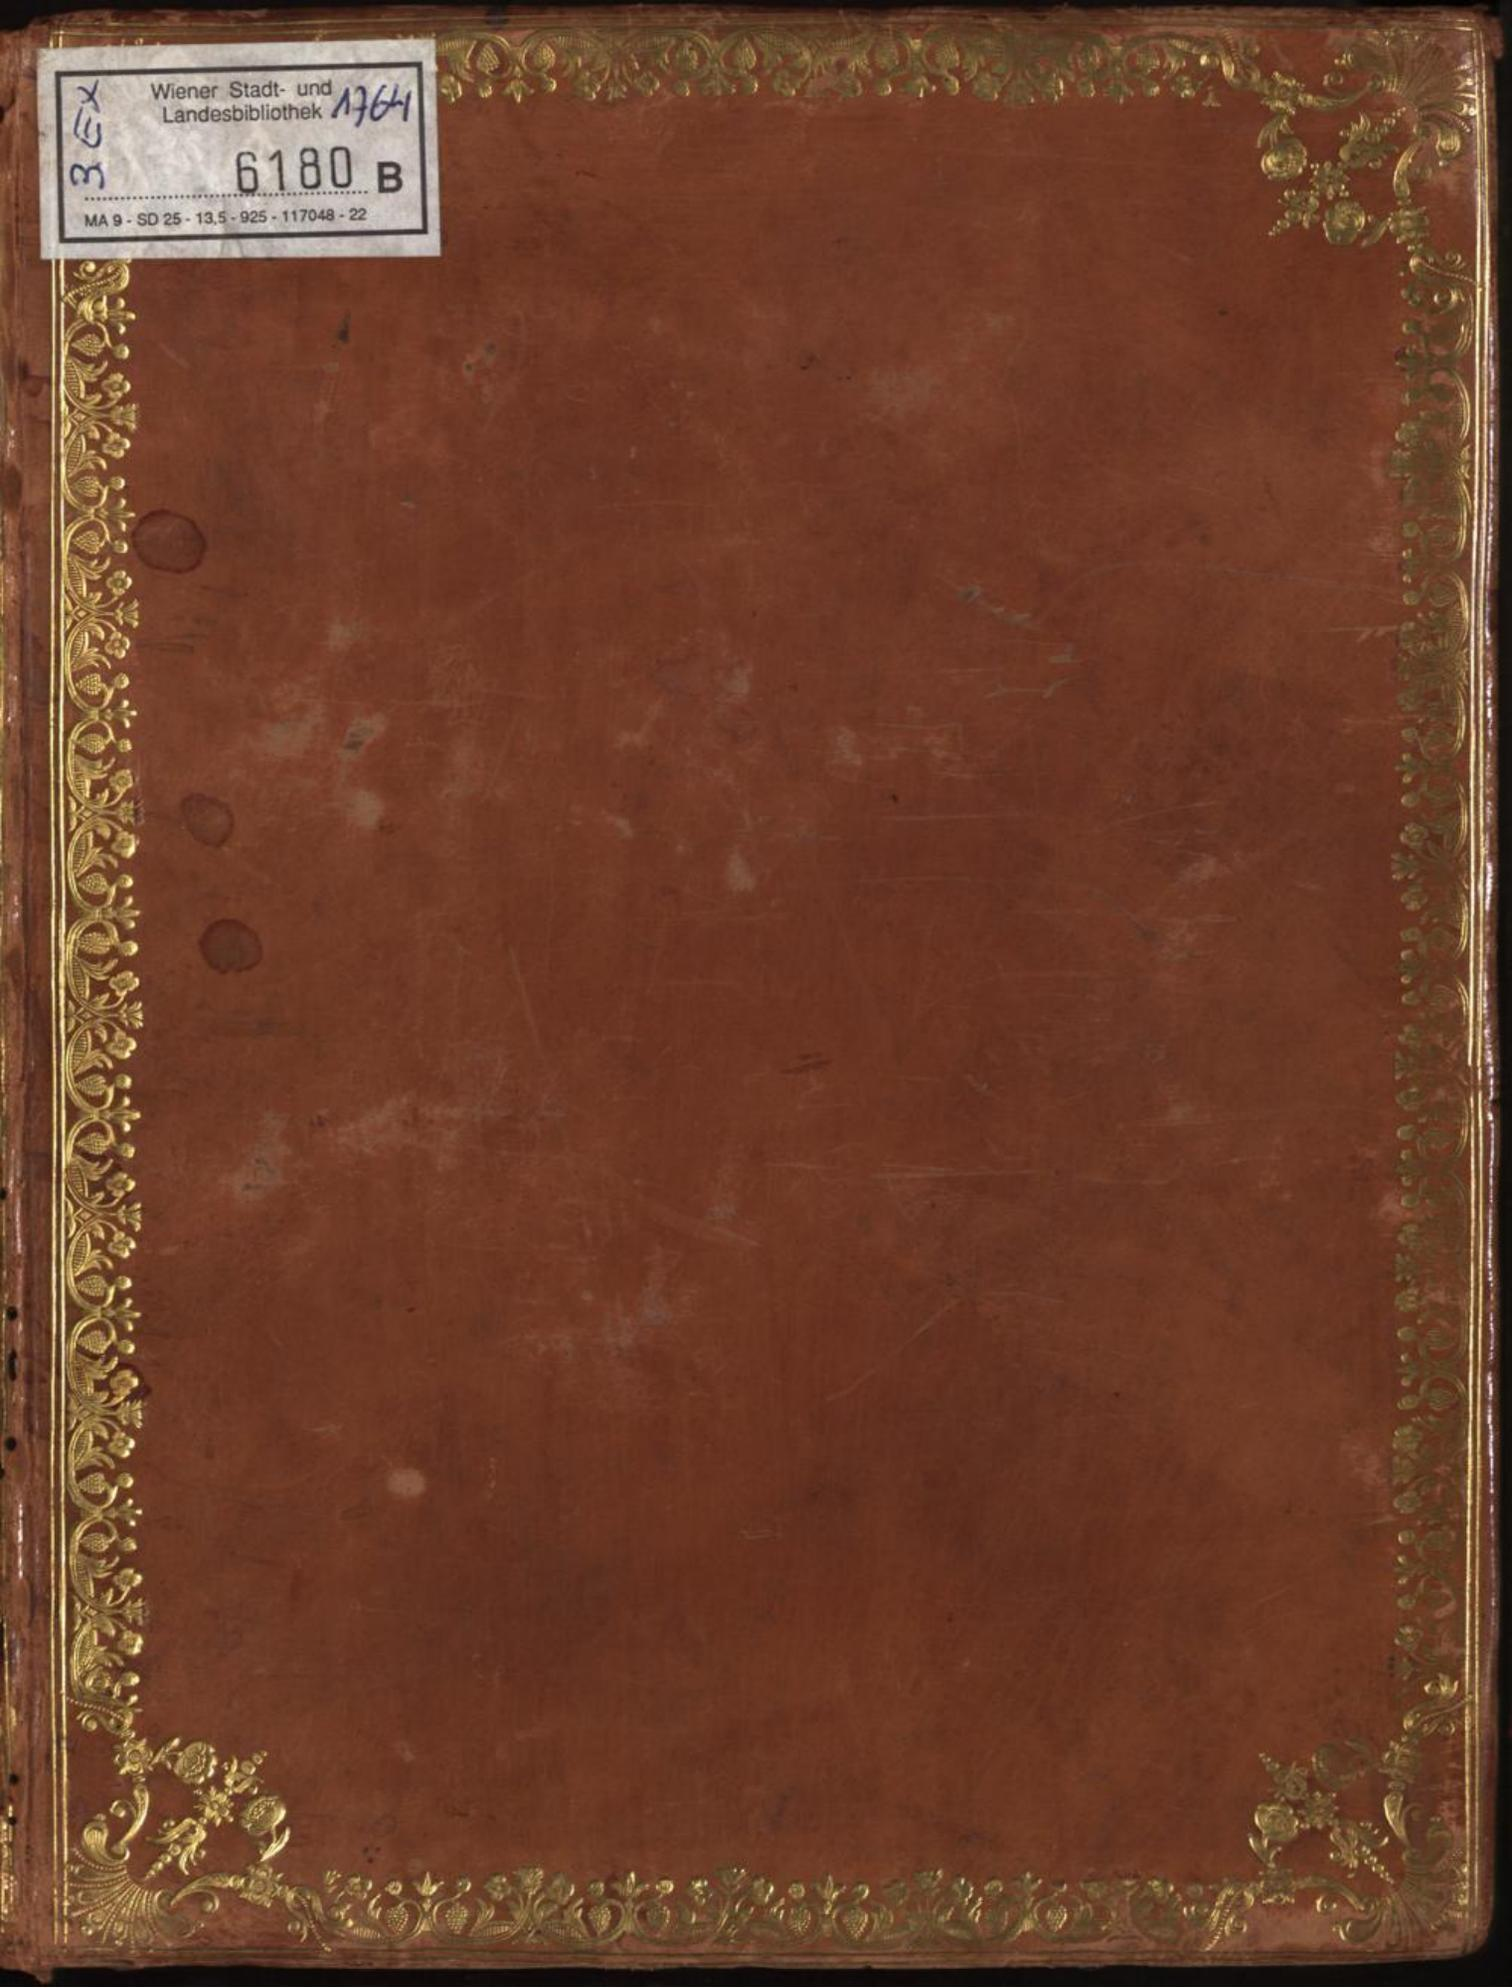 Wiener Stadt- und
Landesbibliothek 1764
3 EX
6180 B
MA 9 - SD 25 - 13,5 - 925 - 117048 - 22